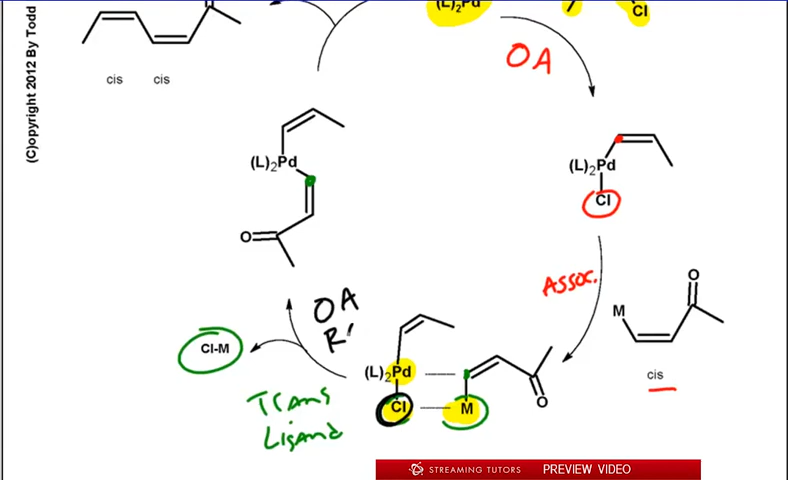 (C)opyright 2012 By Todd
(L)₂Pd
Cl
cis cis
OA
(L)₂Pd
(L)₂Pd
Cl
O
Assoc.
O
M
OA
R'
Cl-M
cis
(L)₂Pd
O
Cl
M
Trans
Ligand
STREAMING TUTORS PREVIEW VIDEO